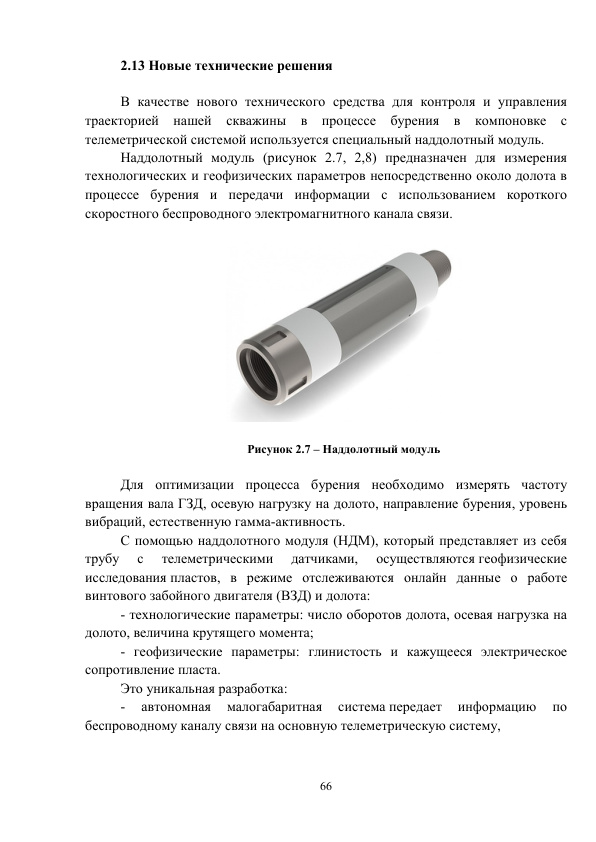 2.13 Новые технические решения
В качестве нового технического средства для контроля и управления
траекторией нашей скважины в процессе бурения в компоновке с
телеметрической системой используется специальный наддолотный модуль.
Наддолотный модуль (рисунок 2.7, 2,8) предназначен для измерения
технологических и геофизических параметров непосредственно около долота в
процессе бурения и передачи информации с использованием короткого
скоростного беспроводного электромагнитного канала связи.
Рисунок 2.7 – Наддолотный модуль
Для оптимизации процесса бурения необходимо измерять частоту
вращения вала ГЗД, осевую нагрузку на долото, направление бурения, уровень
вибраций, естественную гамма-активность.
С помощью наддолотного модуля (НДМ), который представляет из себя
трубу с телеметрическими датчиками, осуществляются геофизические
исследования пластов, в режиме отслеживаются онлайн данные о работе
винтового забойного двигателя (ВЗД) и долота:
- технологические параметры: число оборотов долота, осевая нагрузка на
долото, величина крутящего момента;
- геофизические параметры: глинистость и кажущееся электрическое
сопротивление пласта.
Это уникальная разработка:
- автономная малогабаритная система передает информацию по
беспроводному каналу связи на основную телеметрическую систему,
66